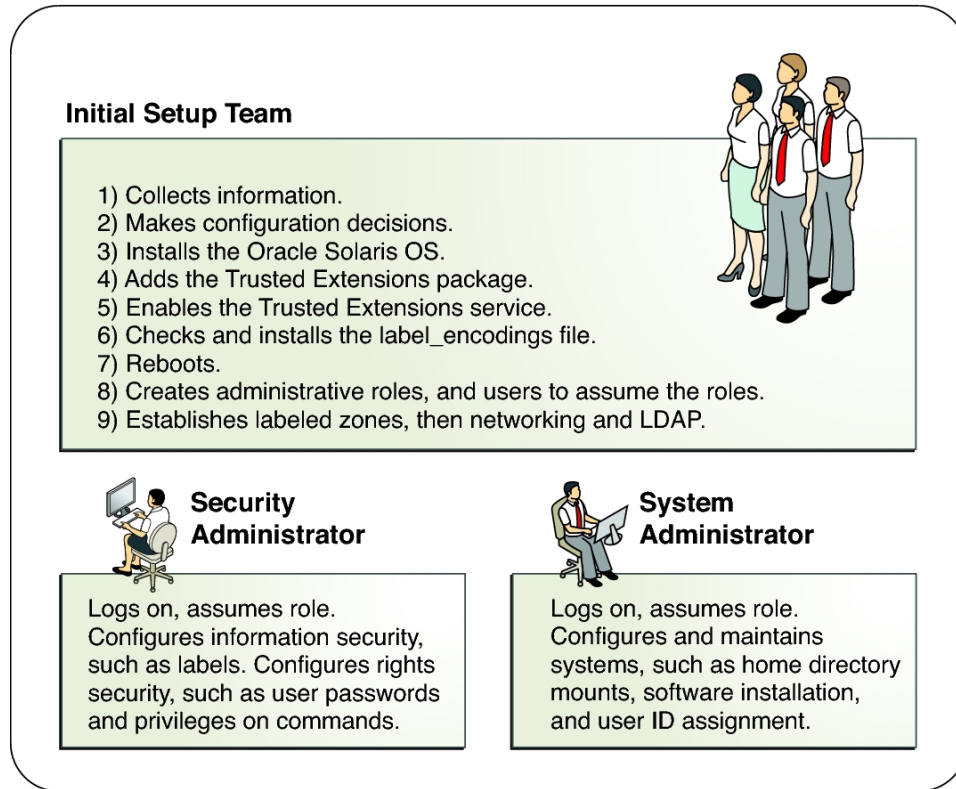 Initial Setup Team
1) Collects information.
2) Makes configuration decisions.
3) Installs the Oracle Solaris OS.
4) Adds the Trusted Extensions package.
5) Enables the Trusted Extensions service.
6) Checks and installs the label_encodings file.
7) Reboots.
8) Creates administrative roles, and users to assume the roles.
9) Establishes labeled zones, then networking and LDAP.
Security
Administrator
Logs on, assumes role.
Configures information security,
such as labels. Configures rights
security, such as user passwords
and privileges on commands.
System
Administrator
Logs on, assumes role.
Configures and maintains
systems, such as home directory
mounts, software installation,
and user ID assignment.